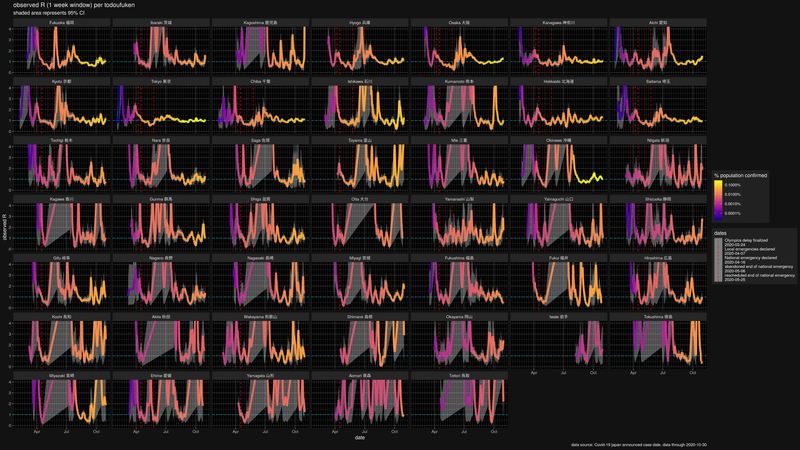 observed R (1 week window) per todoufuken
shaded area represents 95% CI
Fukuoka 福岡
Ibaraki 茨城
Kagoshima 鹿児島
Hyogo 兵庫
Osaka 大阪
Kanagawa 神奈川
Aichi 愛知
Kyoto 京都
Tokyo 東京
Chiba 千葉
Ishikawa 石川
Kumamoto 熊本
Hokkaido 北海道
Saitama 埼玉
Tochigi 栃木
Nara 奈良
Saga 佐賀
Toyama 富山
Mie 三重
Okinawa 沖縄
Niigata 新潟
Kagawa 香川
Gunma 群馬
Shiga 滋賀
Oita 大分
Yamanashi 山梨
Yamaguchi 山口
Shizuoka 静岡
Gifu 岐阜
Nagano 長野
Nagasaki 長崎
Miyagi 宮城
Fukushima 福島
Fukui 福井
Hiroshima 広島
Kochi 高知
Akita 秋田
Wakayama 和歌山
Shimane 島根
Okayama 岡山
Iwate 岩手
Tokushima 徳島
Miyazaki 宮崎
Ehime 愛媛
Yamagata 山形
Aomori 青森
Tottori 鳥取
observed R
date
Apr Jul Oct
% population confirmed
0.1000%
0.0100%
0.0010%
0.0001%
dates
Olympics delay finalized
2020-03-24
Local emergencies declared
2020-04-07
National emergency declared
2020-04-16
abandoned end of national emergency
2020-05-06
rescheduled end of national emergency
2020-05-25
data source: Covid-19 japan announced case date. data through 2020-10-30